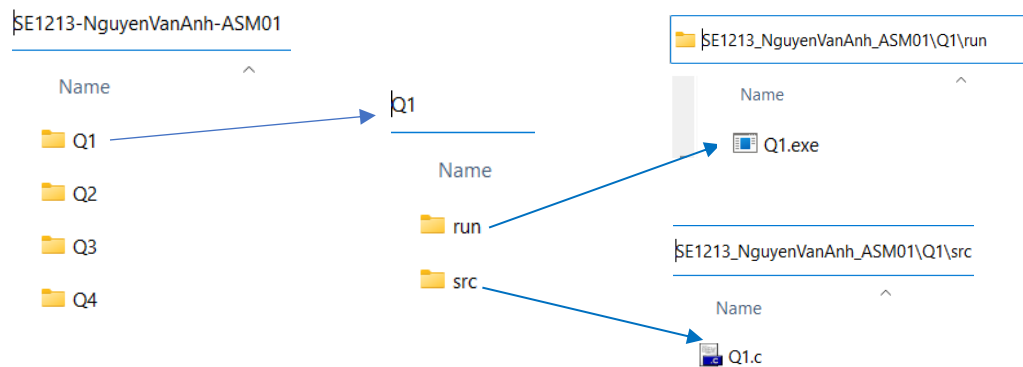 SE1213-NguyenVanAnh-ASM01
Name
Q1
Q2
Q3
Q4
Q1
Name
run
src
SE1213_NguyenVanAnh_ASM01\Q1\run
Name
Q1.exe
SE1213_NguyenVanAnh_ASM01\Q1\src
Name
Q1.c